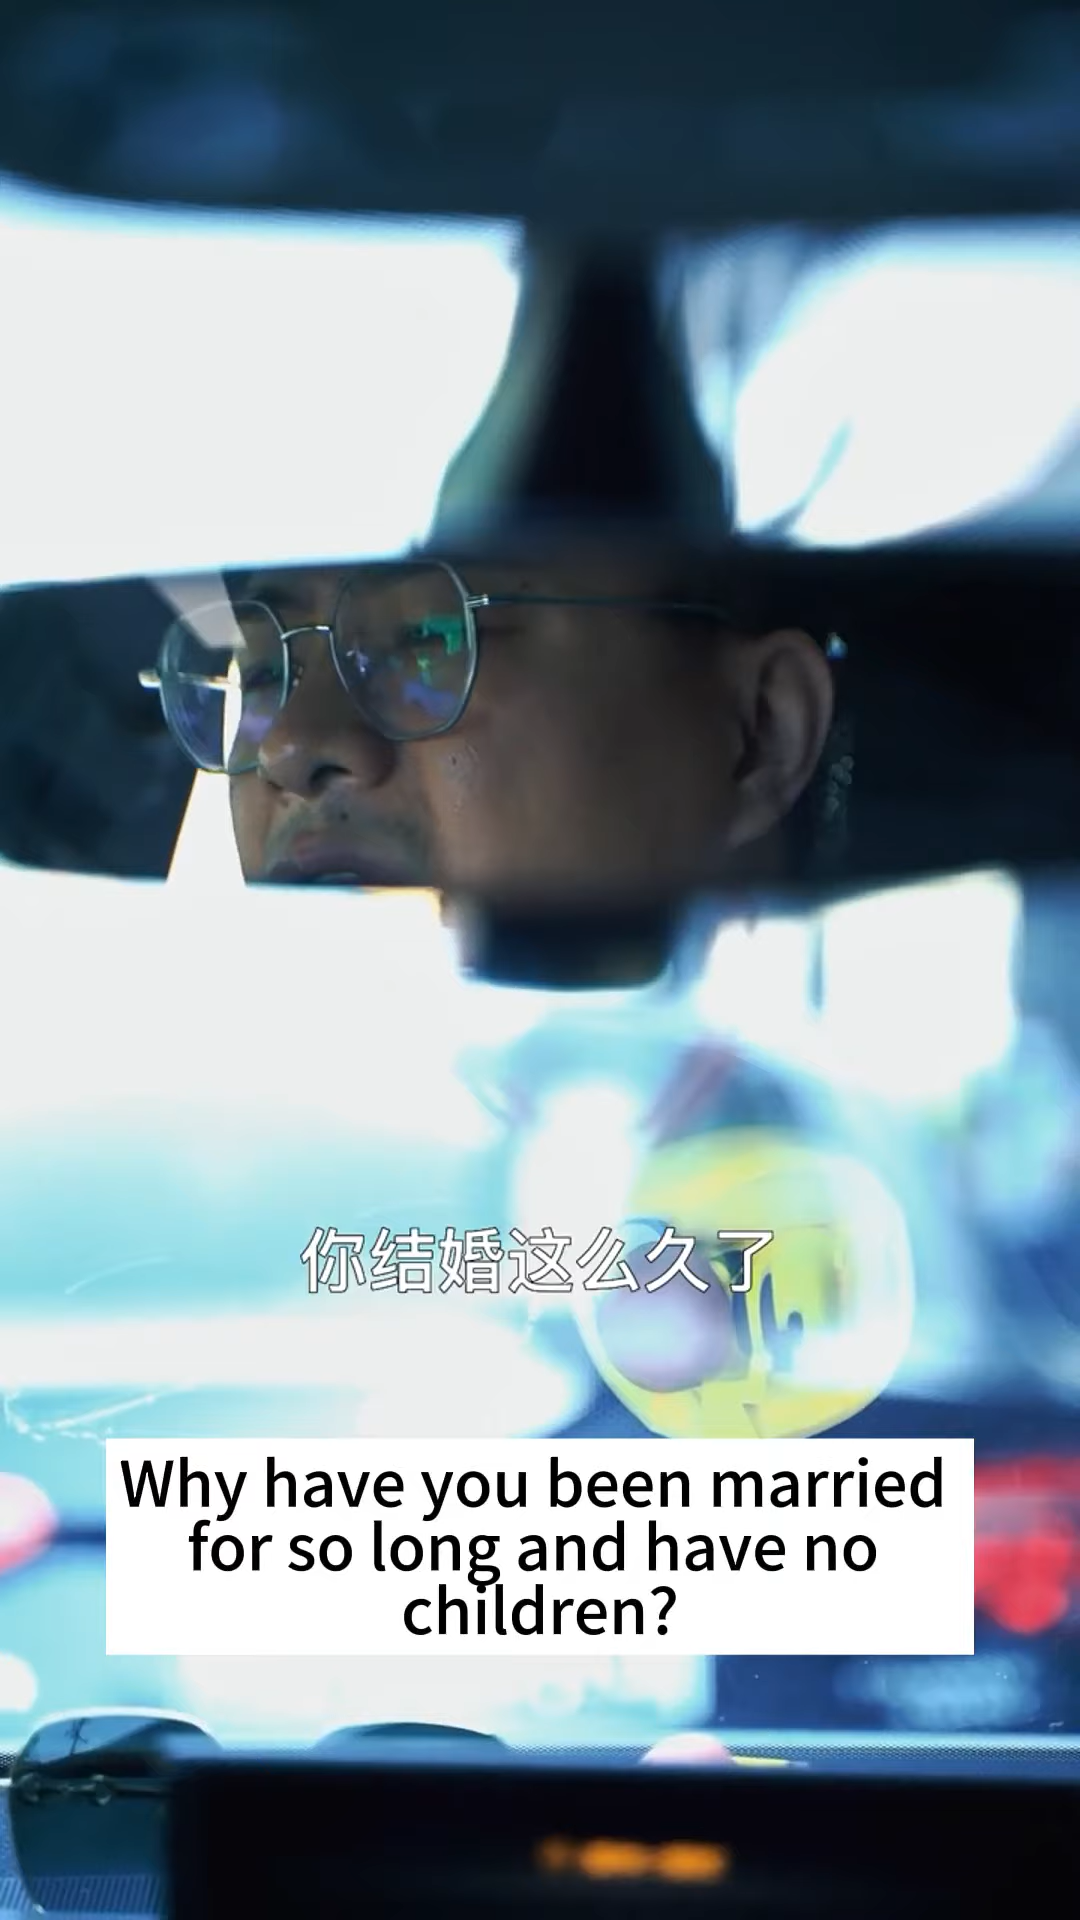 你结婚这么久了
Why have you been married
for so long and have no
children?